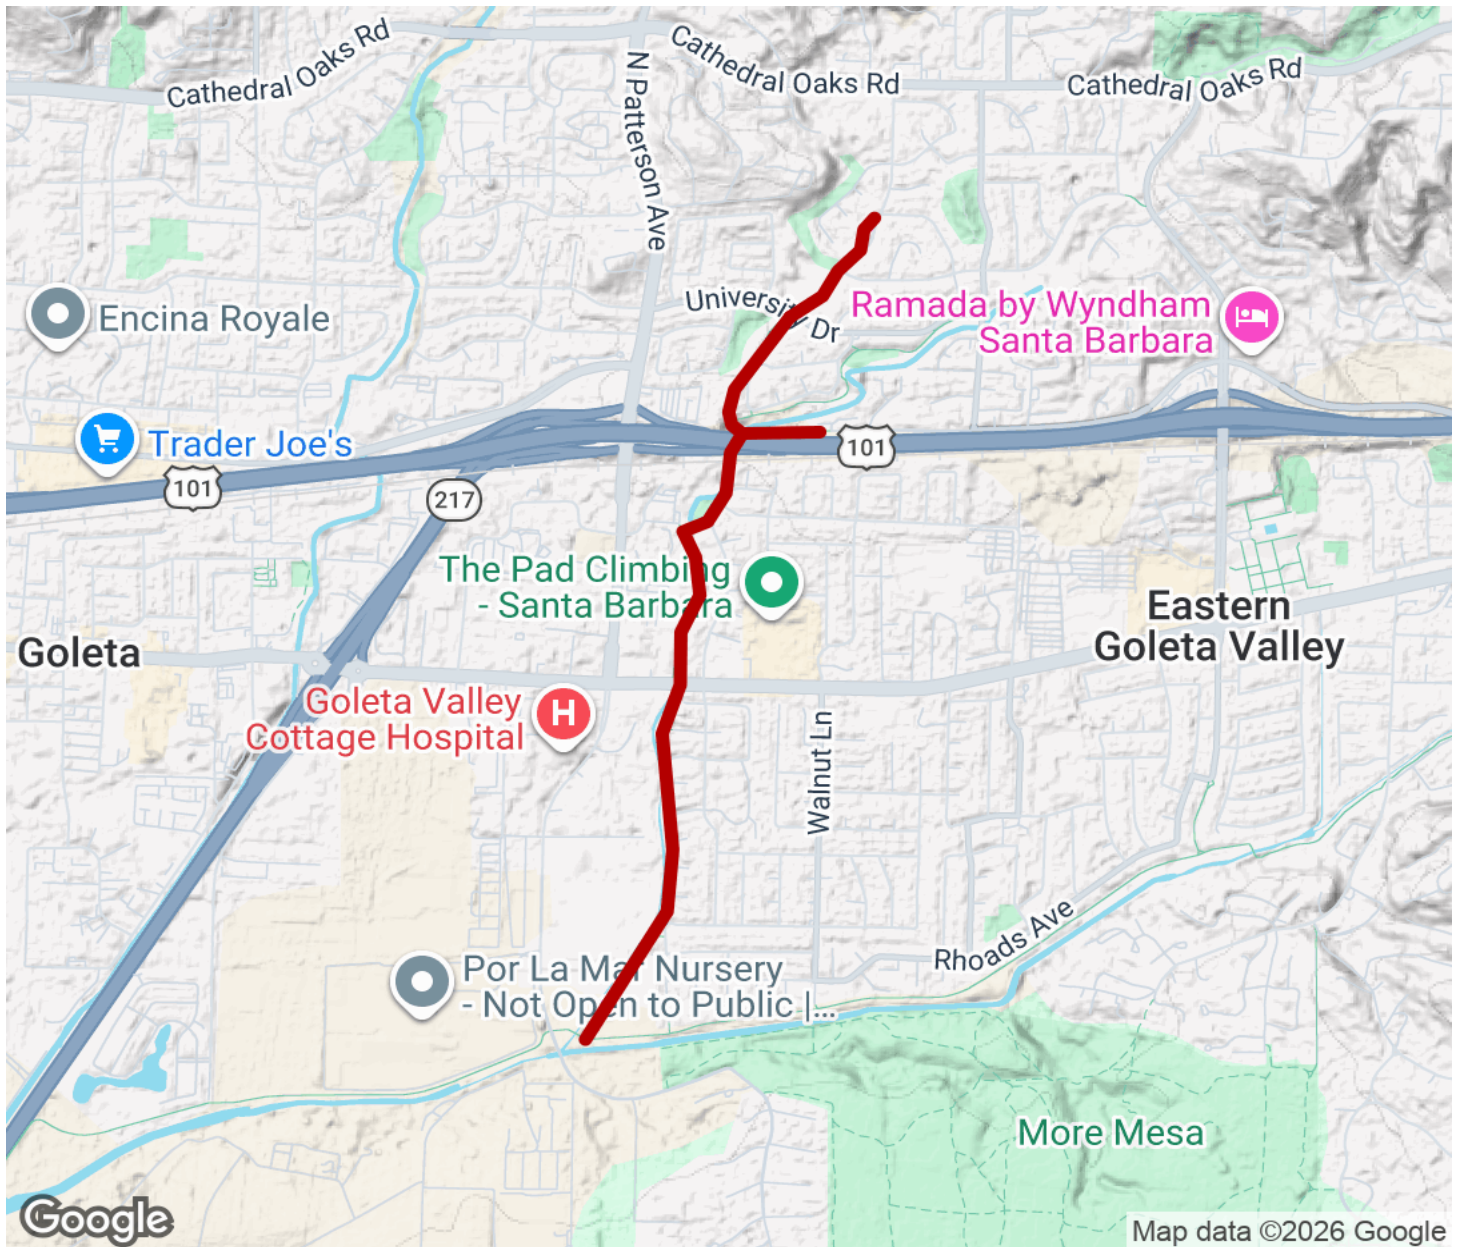 Cathedral Oaks Rd
Cathedral Oaks Rd
Cathedral Oaks Rd
N Patterson Ave
University Dr
Encina Royale
Ramada by Wyndham
Santa Barbara
Trader Joe's
101
101
217
The Pad Climbing
- Santa Barbara
Eastern
Goleta Valley
Goleta
Goleta Valley
Cottage Hospital
H
Walnut Ln
Rhoads Ave
Por La Mar Nursery
- Not Open to Public |...
More Mesa
Google
Map data ©2026 Google